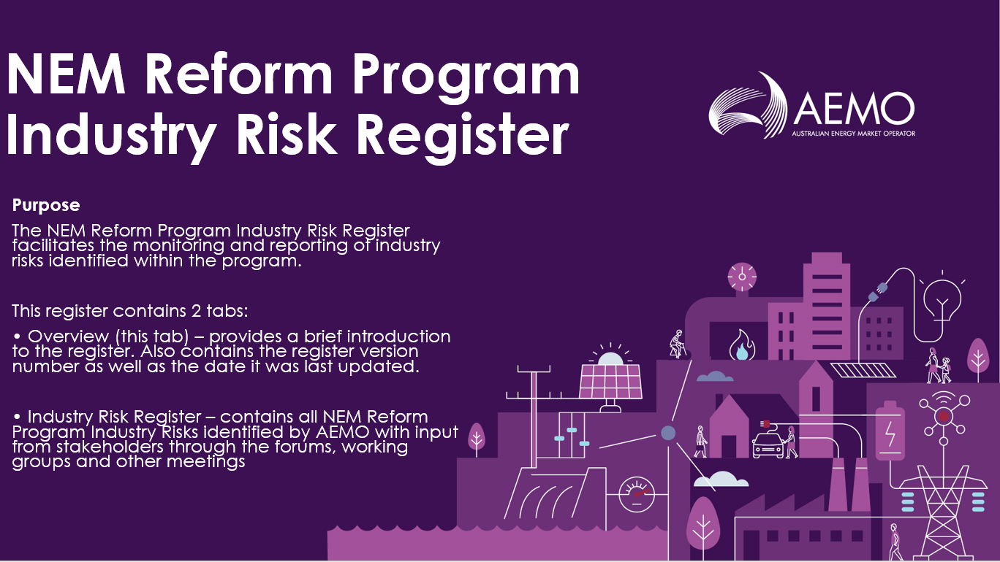 NEM Reform Program
Industry Risk Register
AEMO
AUSTRALIAN ENERGY MARKET OPERATOR
Purpose
The NEM Reform Program Industry Risk Register
facilitates the monitoring and reporting of industry
risks identified within the program.
This register contains 2 tabs:
• Overview (this tab) – provides a brief introduction
to the register. Also contains the register version
number as well as the date it was last updated.
• Industry Risk Register – contains all NEM Reform
Program Industry Risks identified by AEMO with input
from stakeholders through the forums, working
groups and other meetings